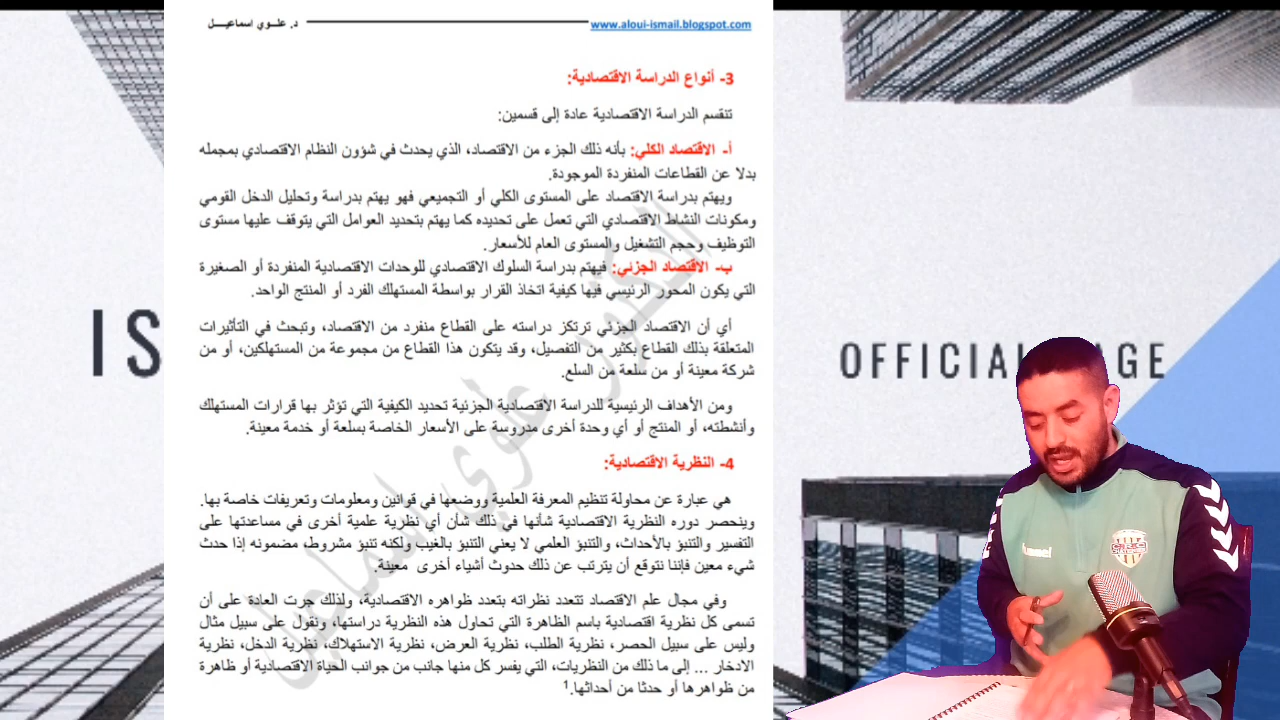 د. علـوي اسماعيـــل
www.aloui-ismail.blogspot.com
3- أنواع الدراسة الاقتصادية:
تنقسم الدراسة الاقتصادية عادة إلى قسمين:
أ- الاقتصاد الكلي: بأنه ذلك الجزء من الاقتصاد، الذي يحدث في شؤون النظام الاقتصادي بمجمله
بدلا عن القطاعات المنفردة الموجودة.
ويهتم بدراسة الاقتصاد على المستوى الكلي أو التجميعي فهو يهتم بدراسة وتحليل الدخل القومي
ومكونات النشاط الاقتصادي التي تعمل على تحديده كما يهتم بتحديد العوامل التي يتوقف عليها مستوى
التوظيف وحجم التشغيل والمستوى العام للأسعار.
ب- الاقتصاد الجزئي: فيهتم بدراسة السلوك الاقتصادي للوحدات الاقتصادية المنفردة أو الصغيرة
التي يكون المحور الرئيسي فيها كيفية اتخاذ القرار بواسطة المستهلك الفرد أو المنتج الواحد.
أي أن الاقتصاد الجزئي ترتكز دراسته على القطاع منفرد من الاقتصاد، وتبحث في التأثيرات
المتعلقة بذلك القطاع بكثير من التفصيل، وقد يتكون هذا القطاع من مجموعة من المستهلكين، أو من
شركة معينة أو من سلعة من السلع.
ومن الأهداف الرئيسية للدراسة الاقتصادية الجزئية تحديد الكيفية التي تؤثر بها قرارات المستهلك
وأنشطته، أو المنتج أو أي وحدة أخرى مدروسة على الأسعار الخاصة بسلعة أو خدمة معينة.
4- النظرية الاقتصادية:
هي عبارة عن محاولة تنظيم المعرفة العلمية ووضعها في قوانين ومعلومات وتعريفات خاصة بها.
وينحصر دوره النظرية الاقتصادية شأنها في ذلك شأن أي نظرية علمية أخرى في مساعدتها على
التفسير والتنبؤ بالأحداث، والتنبؤ العلمي لا يعني التنبؤ بالغيب ولكنه تنبؤ مشروط، مضمونه إذا حدث
شيء معين فإننا نتوقع أن يترتب عن ذلك حدوث أشياء أخرى معينة.
وفي مجال علم الاقتصاد تتعدد نظراته بتعدد ظواهره الاقتصادية، ولذلك جرت العادة على أن
تسمى كل نظرية اقتصادية باسم الظاهرة التي تحاول هذه النظرية دراستها، ونقول على سبيل مثال
وليس على سبيل الحصر، نظرية الطلب، نظرية العرض، نظرية الاستهلاك، نظرية الدخل، نظرية
الادخار ... إلى ما ذلك من النظريات، التي يفسر كل منها جانب من جوانب الحياة الاقتصادية أو ظاهرة
من ظواهرها أو حدثا من أحداثها.1
الدكتور علوي إسماعيل
IS
OFFICIAL AGE
hummel